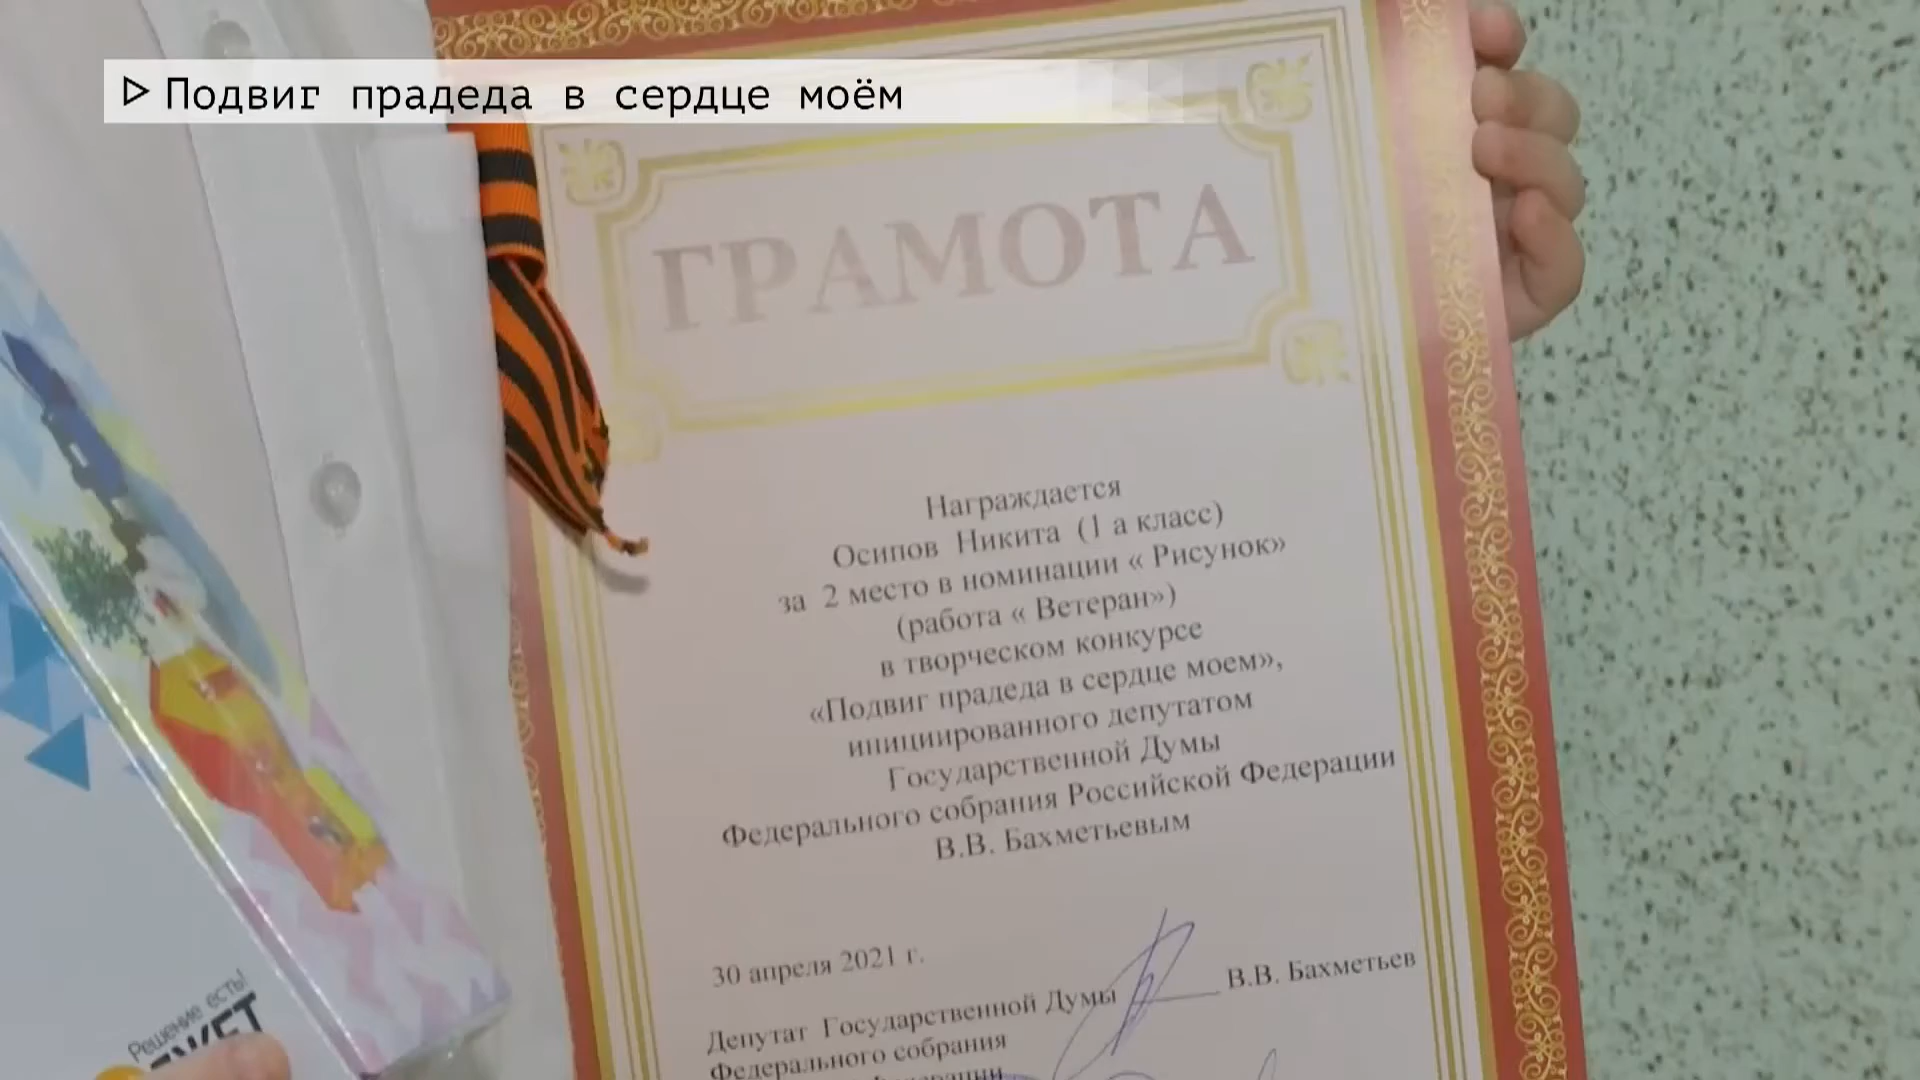 Подвиг прадеда в сердце моём
ГРАМОТА
Награждается
Осипов Никита (1 а класс)
за 2 место в номинации « Рисунок»
(работа « Ветеран»)
в творческом конкурсе
«Подвиг прадеда в сердце моем»,
инициированного депутатом
Государственной Думы
Федерального собрания Российской Федерации
В.В. Бахметьевым
30 апреля 2021 г.
Депутат Государственной Думы
В.В. Бахметьев
Федерального собрания
Решение есть!